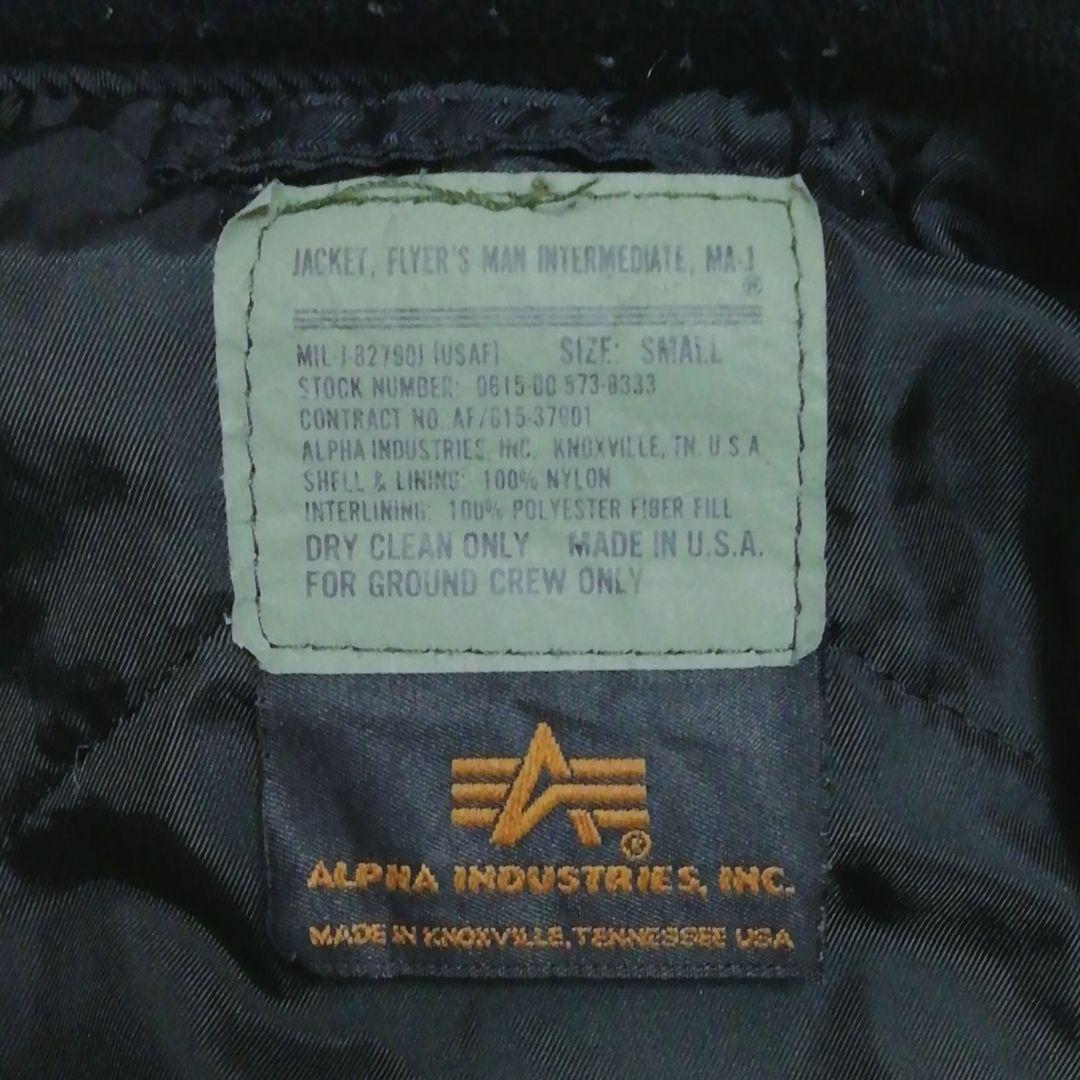 JACKET, FLYER'S MAN INTERMEDIATE, MA-1
®
MIL-J-82790J (USAF) SIZE: SMALL
STOCK NUMBER: 0615-00 573-8333
CONTRACT NO. AF/615-37901
ALPHA INDUSTRIES, INC. KNOXVILLE, TN. U.S.A
SHELL & LINING: 100% NYLON
INTERLINING: 100% POLYESTER FIBER FILL
DRY CLEAN ONLY MADE IN U.S.A.
FOR GROUND CREW ONLY
®
ALPHA INDUSTRIES, INC.
MADE IN KNOXVILLE, TENNESSEE USA